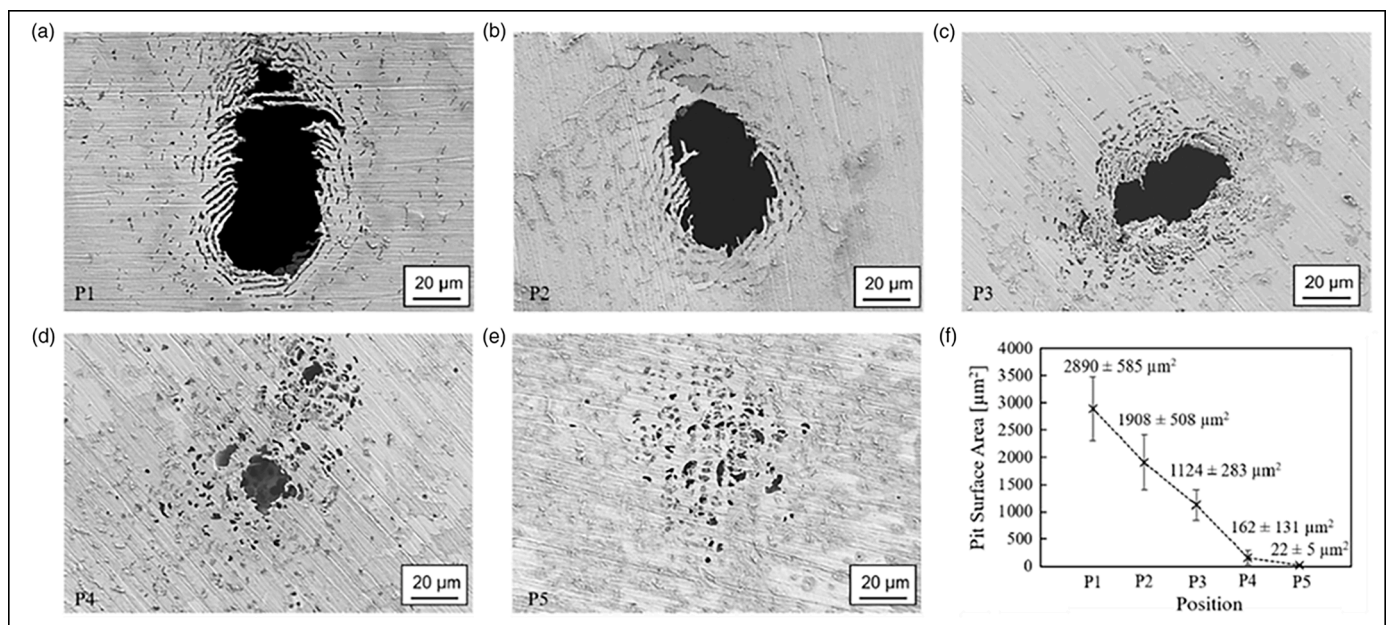 (a)
P1
20 µm
(b)
P2
20 µm
(c)
P3
20 µm
(d)
P4
20 µm
(e)
P5
20 µm
(f)
Pit Surface Area [µm²]
4000
3500
3000
2500
2000
1500
1000
500
0
2890 ± 585 µm²
1908 ± 508 µm²
1124 ± 283 µm²
162 ± 131 µm²
22 ± 5 µm²
P1 P2 P3 P4 P5
Position